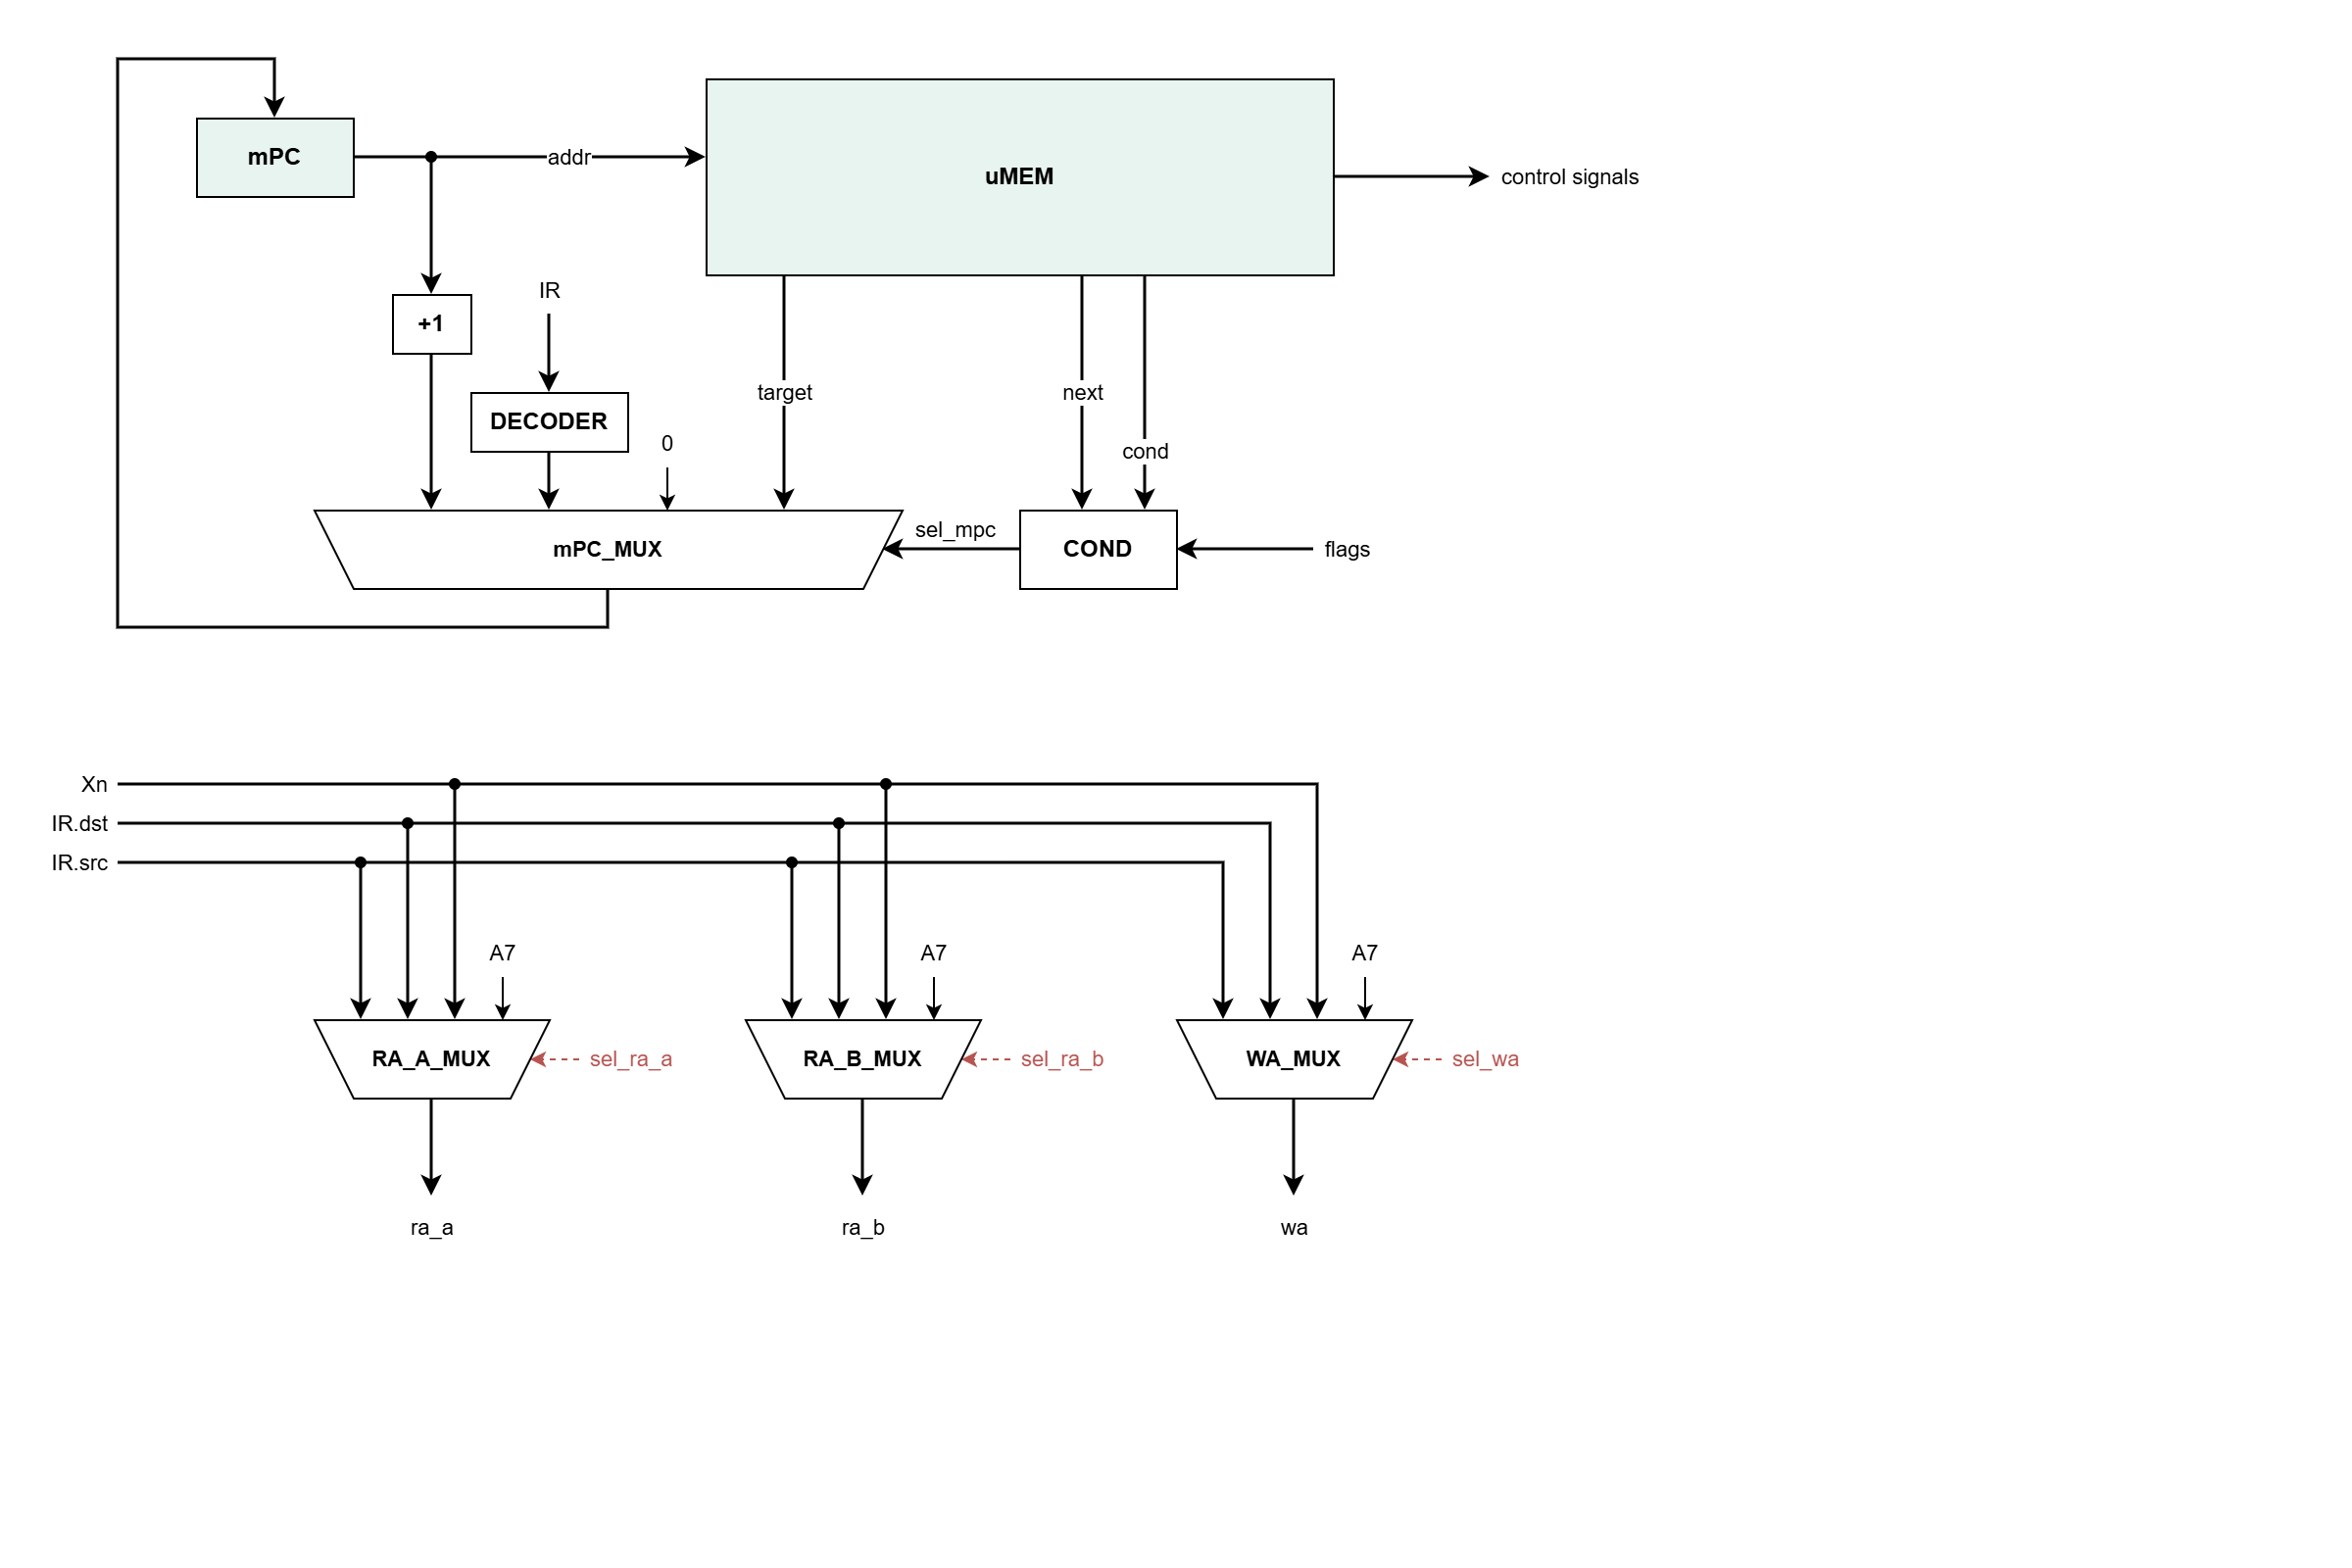 mPC
addr
uMEM
control signals
+1
IR
DECODER
0
target
next
cond
mPC_MUX
sel_mpc
COND
flags
Xn
IR.dst
IR.src
A7
A7
A7
RA_A_MUX
sel_ra_a
RA_B_MUX
sel_ra_b
WA_MUX
sel_wa
ra_a
ra_b
wa